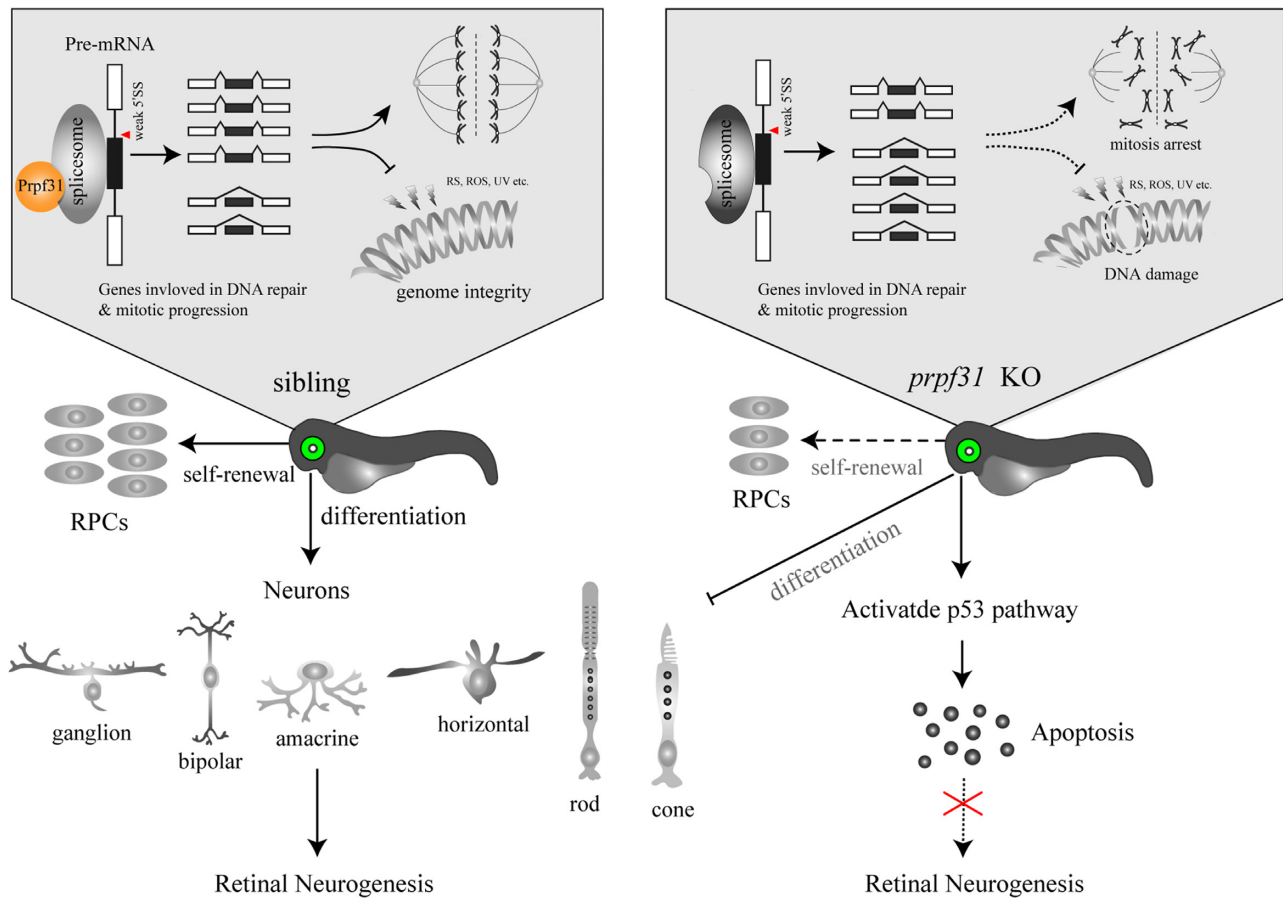 Pre-mRNA
weak 5'SS
splicesome
Prpf31
RS, ROS, UV etc.
genome integrity
Genes invloved in DNA repair
& mitotic progression
sibling
self-renewal
RPCs
differentiation
Neurons
ganglion
bipolar
amacrine
horizontal
rod
cone
Retinal Neurogenesis
weak 5'SS
splicesome
mitosis arrest
RS, ROS, UV etc.
DNA damage
Genes invloved in DNA repair
& mitotic progression
prpf31 KO
self-renewal
RPCs
differentiation
Activatde p53 pathway
Apoptosis
Retinal Neurogenesis